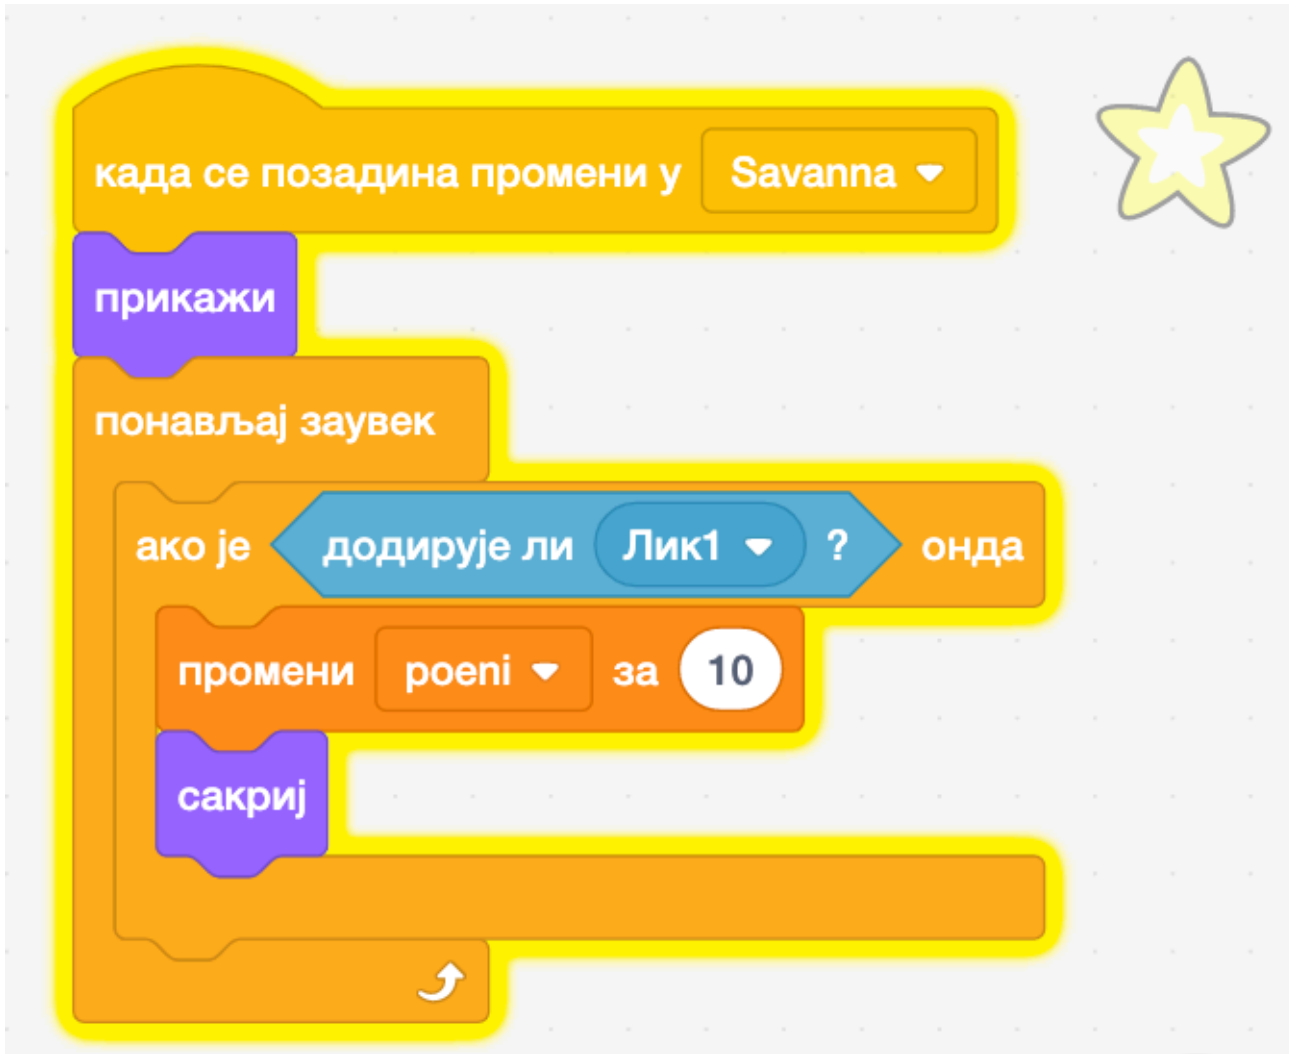 када се позадина промени у Savanna
прикажи
понављај заувек
ако је додирује ли Лик1 ? онда
промени poeni за 10
сакриј